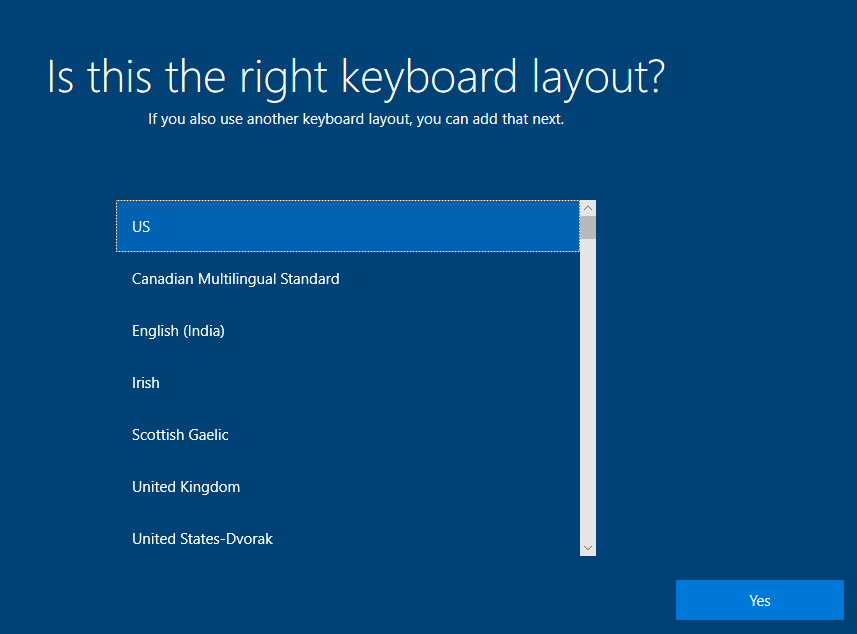 Is this the right keyboard layout?
If you also use another keyboard layout, you can add that next.
US
Canadian Multilingual Standard
English (India)
Irish
Scottish Gaelic
United Kingdom
United States-Dvorak
Yes